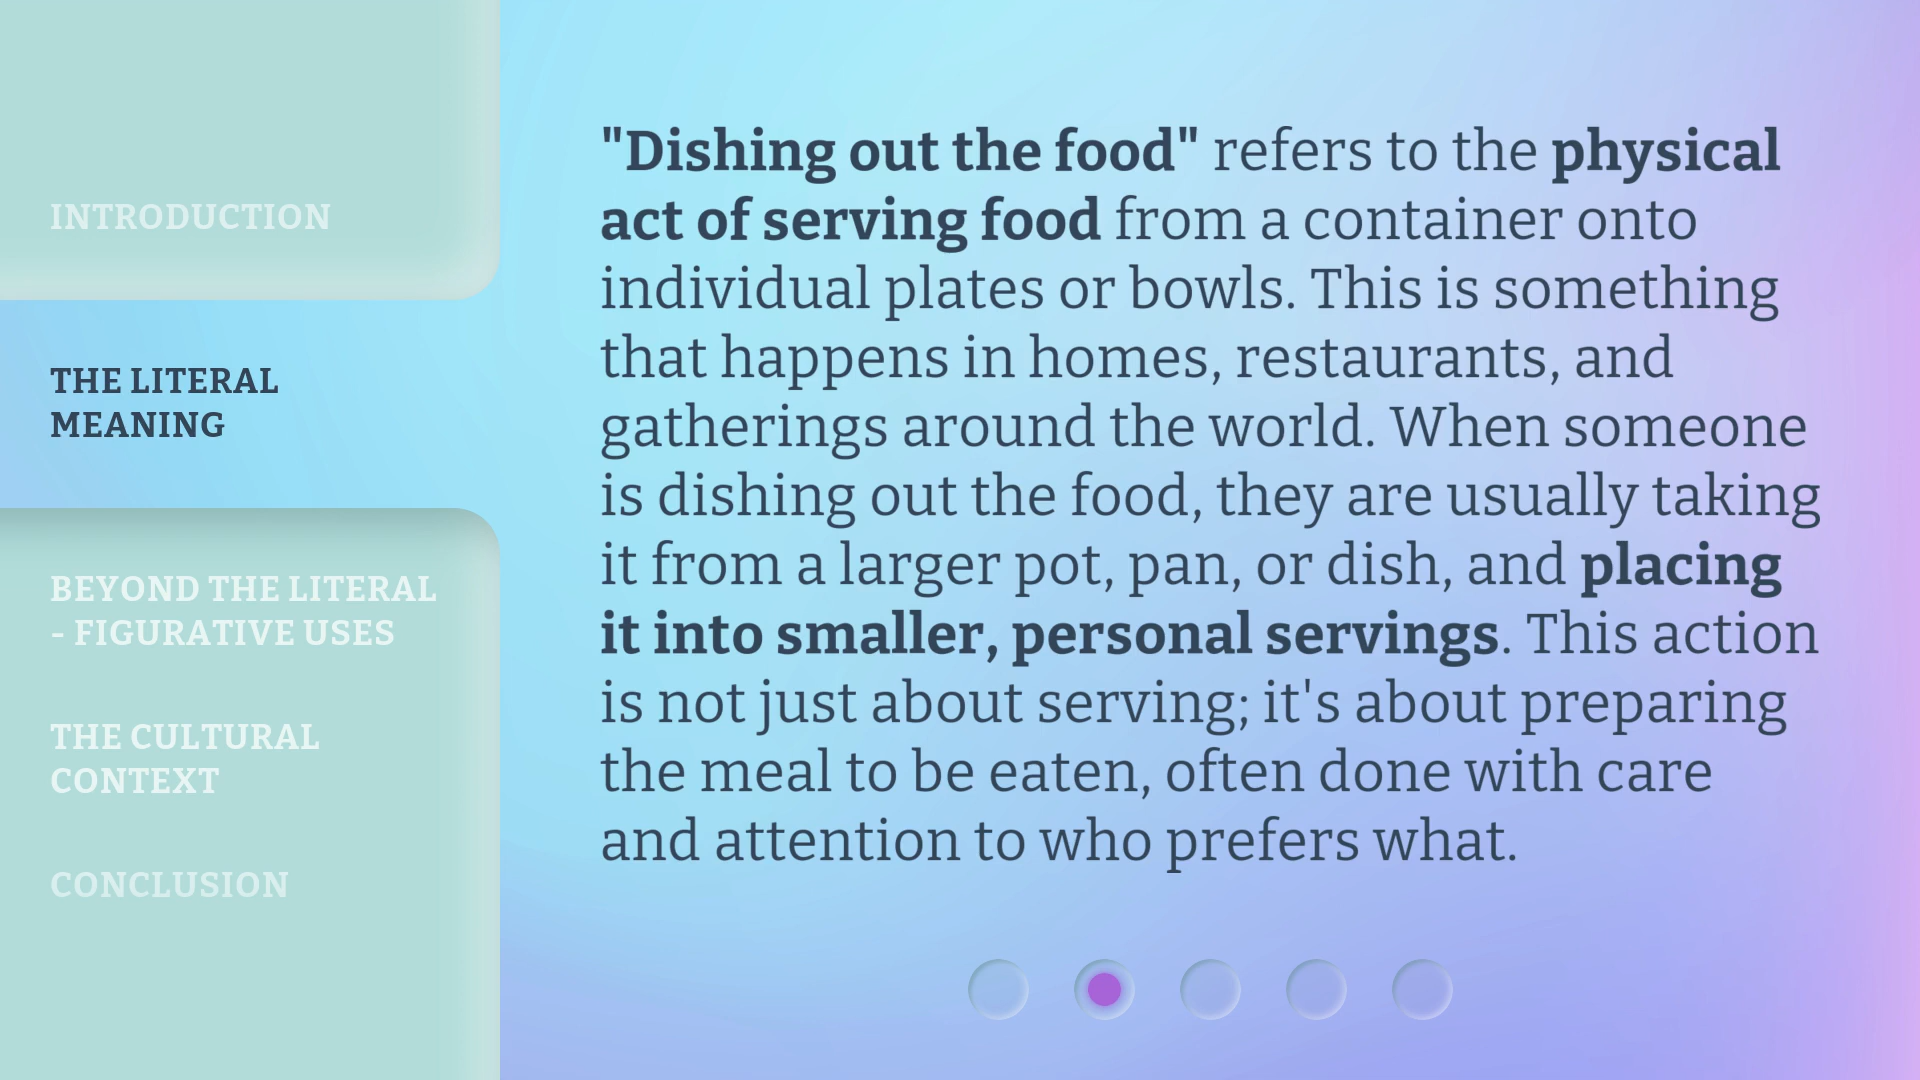 INTRODUCTION
THE LITERAL
MEANING
BEYOND THE LITERAL
- FIGURATIVE USES
THE CULTURAL
CONTEXT
CONCLUSION
"Dishing out the food" refers to the physical
act of serving food from a container onto
individual plates or bowls. This is something
that happens in homes, restaurants, and
gatherings around the world. When someone
is dishing out the food, they are usually taking
it from a larger pot, pan, or dish, and placing
it into smaller, personal servings. This action
is not just about serving; it's about preparing
the meal to be eaten, often done with care
and attention to who prefers what.